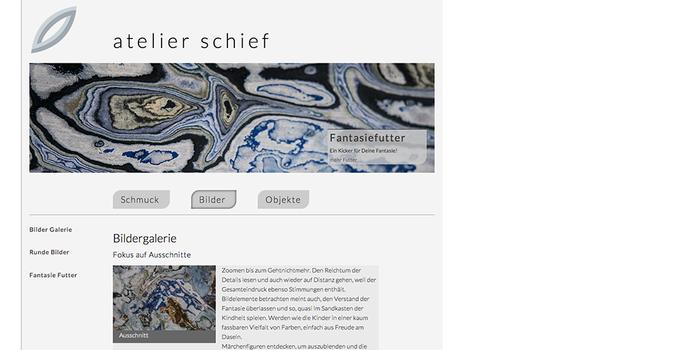 atelier schief
Fantasiefutter
Ein Kicker für Deine Fantasie!
mehr Futter...
Schmuck
Bilder
Objekte
Bilder Galerie
Runde Bilder
Fantasie Futter
Bildergalerie
Fokus auf Ausschnitte
Zoomen bis zum Gehtnichtmehr. Den Reichtum der
Details lesen und auch wieder auf Distanz gehen, weil der
Gesamteindruck ebenso Stimmungen enthält.
Bildelemente betrachten meint auch, den Verstand der
Fantasie überlassen und so, quasi im Sandkasten der
Kindheit spielen. Werden wie die Kinder in einer kaum
fassbaren Vielfalt von Farben, einfach aus Freude am
Dasein.
Märchenfiguren entdecken, um auszubienden und die
Ausschnitt